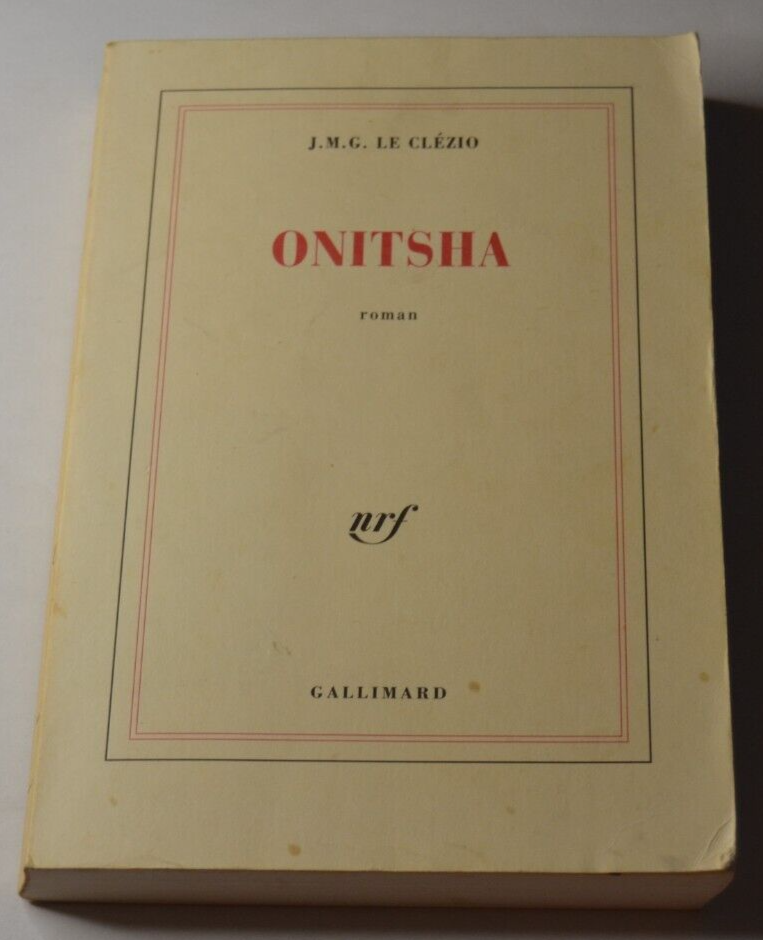 J.M.G. LE CLÉZIO
ONITSHA
roman
nrf
GALLIMARD